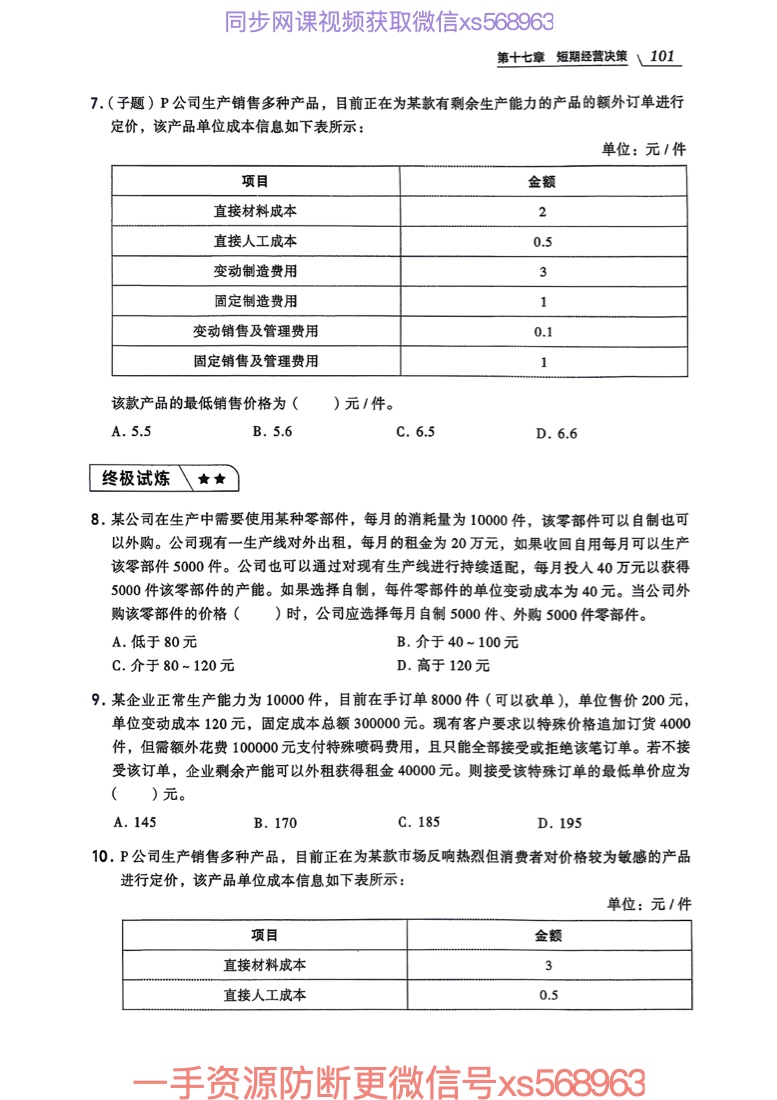 同步网课视频获取微信xs568963
第十七章 短期经营决策 101
7.(子题)P公司生产销售多种产品，目前正在为某款有剩余生产能力的产品的额外订单进行
定价，该产品单位成本信息如下表所示：
单位：元/件
项目 金额
直接材料成本 2
直接人工成本 0.5
变动制造费用 3
固定制造费用 1
变动销售及管理费用 0.1
固定销售及管理费用 1
该款产品的最低销售价格为( )元/件。
A. 5.5 B. 5.6 C. 6.5 D. 6.6
终极试炼 ★★
8. 某公司在生产中需要使用某种零部件，每月的消耗量为10000件，该零部件可以自制也可
以外购。公司现有一生产线对外出租，每月的租金为20万元，如果收回自用每月可以生产
该零部件5000件。公司也可以通过对现有生产线进行持续适配，每月投入40万元以获得
5000件该零部件的产能。如果选择自制，每件零部件的单位变动成本为40元。当公司外
购该零部件的价格( )时，公司应选择每月自制5000件、外购5000件零部件。
A. 低于80元 B. 介于40~100元
C. 介于80~120元 D. 高于120元
9. 某企业正常生产能力为10000件，目前在手订单8000件(可以砍单)，单位售价200元，
单位变动成本120元，固定成本总额300000元。现有客户要求以特殊价格追加订货4000
件，但需额外花费100000元支付特殊喷码费用，且只能全部接受或拒绝该笔订单。若不接
受该订单，企业剩余产能可以外租获得租金40000元。则接受该特殊订单的最低单价应为
( )元。
A. 145 B. 170 C. 185 D. 195
10. P公司生产销售多种产品，目前正在为某款市场反响热烈但消费者对价格较为敏感的产品
进行定价，该产品单位成本信息如下表所示：
单位：元/件
项目 金额
直接材料成本 3
直接人工成本 0.5
一手资源防断更微信号xs568963